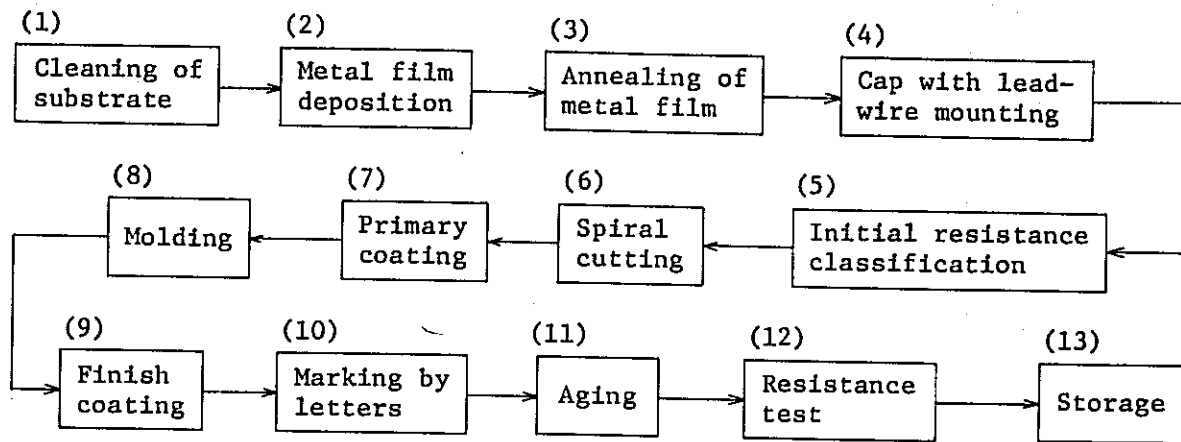 (1)
Cleaning of
substrate
(2)
Metal film
deposition
(3)
Annealing of
metal film
(4)
Cap with lead-
wire mounting
(5)
Initial resistance
classification
(6)
Spiral
cutting
(7)
Primary
coating
(8)
Molding
(9)
Finish
coating
(10)
Marking by
letters
(11)
Aging
(12)
Resistance
test
(13)
Storage